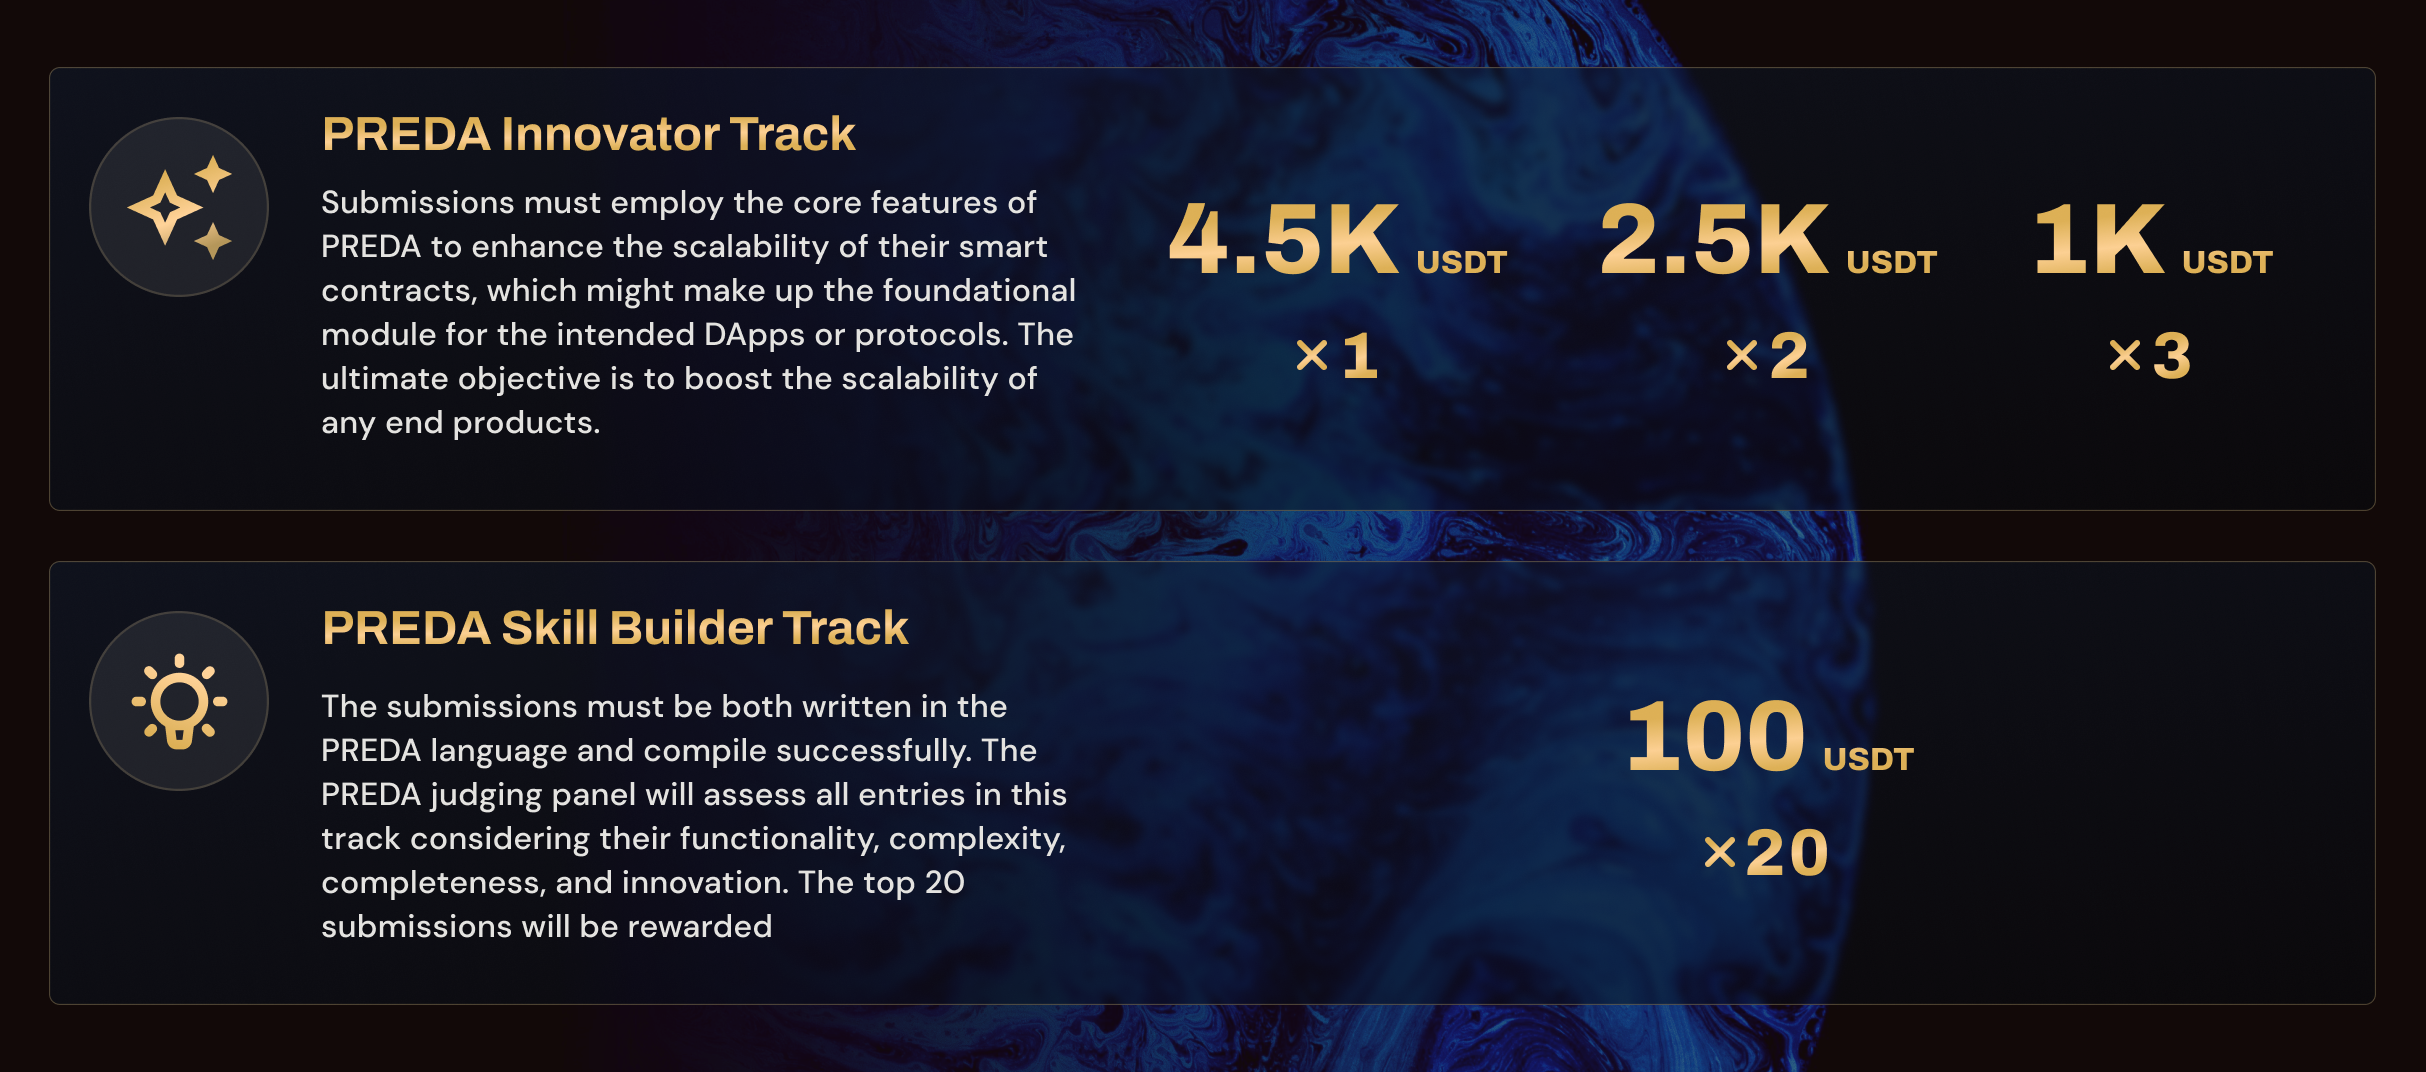 PREDA Innovator Track
Submissions must employ the core features of
PREDA to enhance the scalability of their smart
contracts, which might make up the foundational
module for the intended DApps or protocols. The
ultimate objective is to boost the scalability of
any end products.
4.5K USDT
×1
2.5K USDT
×2
1K USDT
×3
PREDA Skill Builder Track
The submissions must be both written in the
PREDA language and compile successfully. The
PREDA judging panel will assess all entries in this
track considering their functionality, complexity,
completeness, and innovation. The top 20
submissions will be rewarded
100 USDT
×20